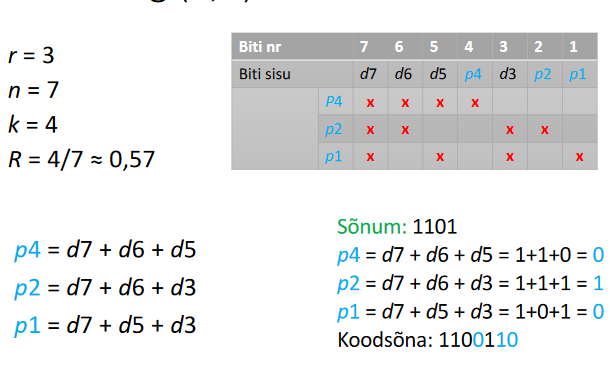 r = 3
n = 7
k = 4
R = 4/7 ≈ 0,57
Biti nr 7 6 5 4 3 2 1
Biti sisu d7 d6 d5 p4 d3 p2 p1
P4 x x x x
p2 x x x x
p1 x x x x
p4 = d7 + d6 + d5
p2 = d7 + d6 + d3
p1 = d7 + d5 + d3
Sõnum: 1101
p4 = d7 + d6 + d5 = 1+1+0 = 0
p2 = d7 + d6 + d3 = 1+1+1 = 1
p1 = d7 + d5 + d3 = 1+0+1 = 0
Koodsõna: 1100110